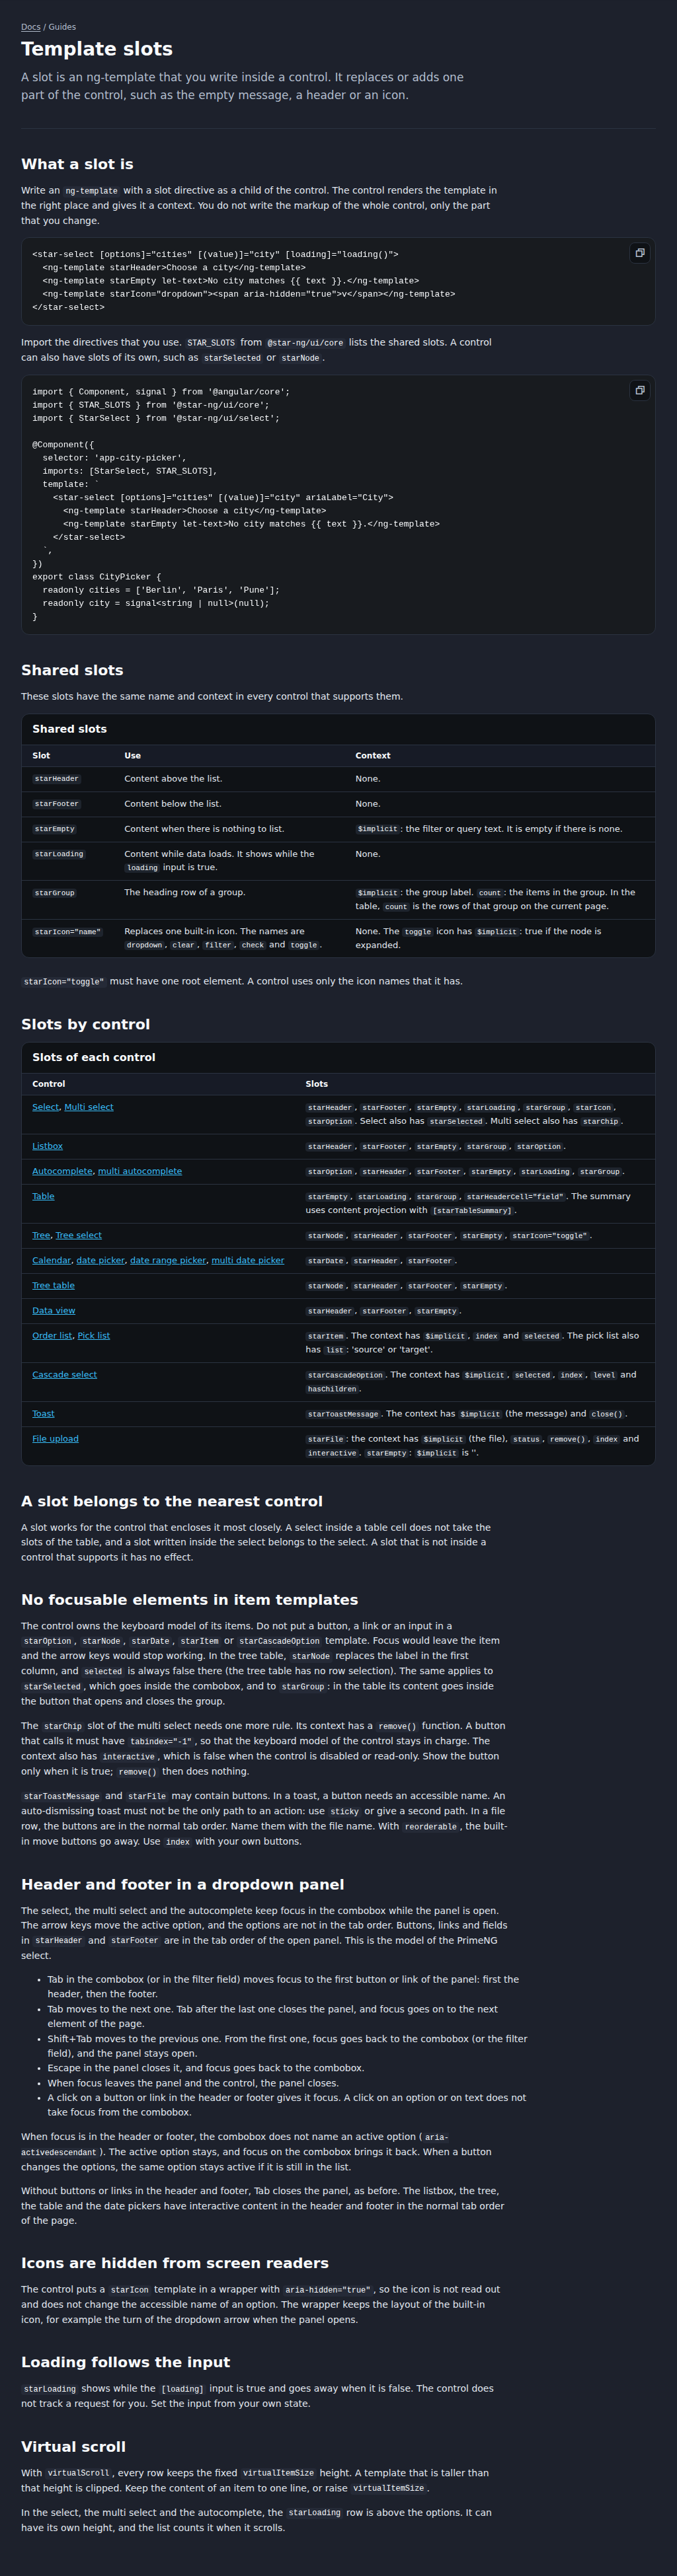 Docs / Guides
Template slots
A slot is an ng-template that you write inside a control. It replaces or adds one
part of the control, such as the empty message, a header or an icon.
What a slot is
Write an ng-template with a slot directive as a child of the control. The control renders the template in
the right place and gives it a context. You do not write the markup of the whole control, only the part
that you change.
<star-select [options]="cities" [(value)]="city" [loading]="loading()">
  <ng-template starHeader>Choose a city</ng-template>
  <ng-template starEmpty let-text>No city matches {{ text }}.</ng-template>
  <ng-template starIcon="dropdown"><span aria-hidden="true">v</span></ng-template>
</star-select>
Import the directives that you use. STAR_SLOTS from @star-ng/ui/core lists the shared slots. A control
can also have slots of its own, such as starSelected or starNode.
import { Component, signal } from '@angular/core';
import { STAR_SLOTS } from '@star-ng/ui/core';
import { StarSelect } from '@star-ng/ui/select';
@Component({
  selector: 'app-city-picker',
  imports: [StarSelect, STAR_SLOTS],
  template: `
    <star-select [options]="cities" [(value)]="city" ariaLabel="City">
      <ng-template starHeader>Choose a city</ng-template>
      <ng-template starEmpty let-text>No city matches {{ text }}.</ng-template>
    </star-select>
  `,
})
export class CityPicker {
  readonly cities = ['Berlin', 'Paris', 'Pune'];
  readonly city = signal<string | null>(null);
}
Shared slots
These slots have the same name and context in every control that supports them.
Shared slots
Slot Use Context
starHeader Content above the list. None.
starFooter Content below the list. None.
starEmpty Content when there is nothing to list. $implicit: the filter or query text. It is empty if there is none.
starLoading Content while data loads. It shows while the None.
loading input is true.
starGroup The heading row of a group. $implicit: the group label. count: the items in the group. In the
table, count is the rows of that group on the current page.
starIcon="name" Replaces one built-in icon. The names are None. The toggle icon has $implicit: true if the node is
dropdown, clear, filter, check and toggle. expanded.
starIcon="toggle" must have one root element. A control uses only the icon names that it has.
Slots by control
Slots of each control
Control Slots
Select, Multi select starHeader, starFooter, starEmpty, starLoading, starGroup, starIcon,
starOption. Select also has starSelected. Multi select also has starChip.
Listbox starHeader, starFooter, starEmpty, starGroup, starOption.
Autocomplete, multi autocomplete starOption, starHeader, starFooter, starEmpty, starLoading, starGroup.
Table starEmpty, starLoading, starGroup, starHeaderCell="field". The summary
uses content projection with [starTableSummary].
Tree, Tree select starNode, starHeader, starFooter, starEmpty, starIcon="toggle".
Calendar, date picker, date range picker, multi date picker starDate, starHeader, starFooter.
Tree table starNode, starHeader, starFooter, starEmpty.
Data view starHeader, starFooter, starEmpty.
Order list, Pick list starItem. The context has $implicit, index and selected. The pick list also
has list: 'source' or 'target'.
Cascade select starCascadeOption. The context has $implicit, selected, index, level and
hasChildren.
Toast starToastMessage. The context has $implicit (the message) and close().
File upload starFile: the context has $implicit (the file), status, remove(), index and
interactive. starEmpty: $implicit is ''.
A slot belongs to the nearest control
A slot works for the control that encloses it most closely. A select inside a table cell does not take the
slots of the table, and a slot written inside the select belongs to the select. A slot that is not inside a
control that supports it has no effect.
No focusable elements in item templates
The control owns the keyboard model of its items. Do not put a button, a link or an input in a
starOption, starNode, starDate, starItem or starCascadeOption template. Focus would leave the item
and the arrow keys would stop working. In the tree table, starNode replaces the label in the first
column, and selected is always false there (the tree table has no row selection). The same applies to
starSelected, which goes inside the combobox, and to starGroup: in the table its content goes inside
the button that opens and closes the group.
The starChip slot of the multi select needs one more rule. Its context has a remove() function. A button
that calls it must have tabindex="-1", so that the keyboard model of the control stays in charge. The
context also has interactive, which is false when the control is disabled or read-only. Show the button
only when it is true; remove() then does nothing.
starToastMessage and starFile may contain buttons. In a toast, a button needs an accessible name. An
auto-dismissing toast must not be the only path to an action: use sticky or give a second path. In a file
row, the buttons are in the normal tab order. Name them with the file name. With reorderable, the built-
in move buttons go away. Use index with your own buttons.
Header and footer in a dropdown panel
The select, the multi select and the autocomplete keep focus in the combobox while the panel is open.
The arrow keys move the active option, and the options are not in the tab order. Buttons, links and fields
in starHeader and starFooter are in the tab order of the open panel. This is the model of the PrimeNG
select.
• Tab in the combobox (or in the filter field) moves focus to the first button or link of the panel: first the
header, then the footer.
• Tab moves to the next one. Tab after the last one closes the panel, and focus goes on to the next
element of the page.
• Shift+Tab moves to the previous one. From the first one, focus goes back to the combobox (or the filter
field), and the panel stays open.
• Escape in the panel closes it, and focus goes back to the combobox.
• When focus leaves the panel and the control, the panel closes.
• A click on a button or link in the header or footer gives it focus. A click on an option or on text does not
take focus from the combobox.
When focus is in the header or footer, the combobox does not name an active option (aria-
activedescendant). The active option stays, and focus on the combobox brings it back. When a button
changes the options, the same option stays active if it is still in the list.
Without buttons or links in the header and footer, Tab closes the panel, as before. The listbox, the tree,
the table and the date pickers have interactive content in the header and footer in the normal tab order
of the page.
Icons are hidden from screen readers
The control puts a starIcon template in a wrapper with aria-hidden="true", so the icon is not read out
and does not change the accessible name of an option. The wrapper keeps the layout of the built-in
icon, for example the turn of the dropdown arrow when the panel opens.
Loading follows the input
starLoading shows while the [loading] input is true and goes away when it is false. The control does
not track a request for you. Set the input from your own state.
Virtual scroll
With virtualScroll, every row keeps the fixed virtualItemSize height. A template that is taller than
that height is clipped. Keep the content of an item to one line, or raise virtualItemSize.
In the select, the multi select and the autocomplete, the starLoading row is above the options. It can
have its own height, and the list counts it when it scrolls.